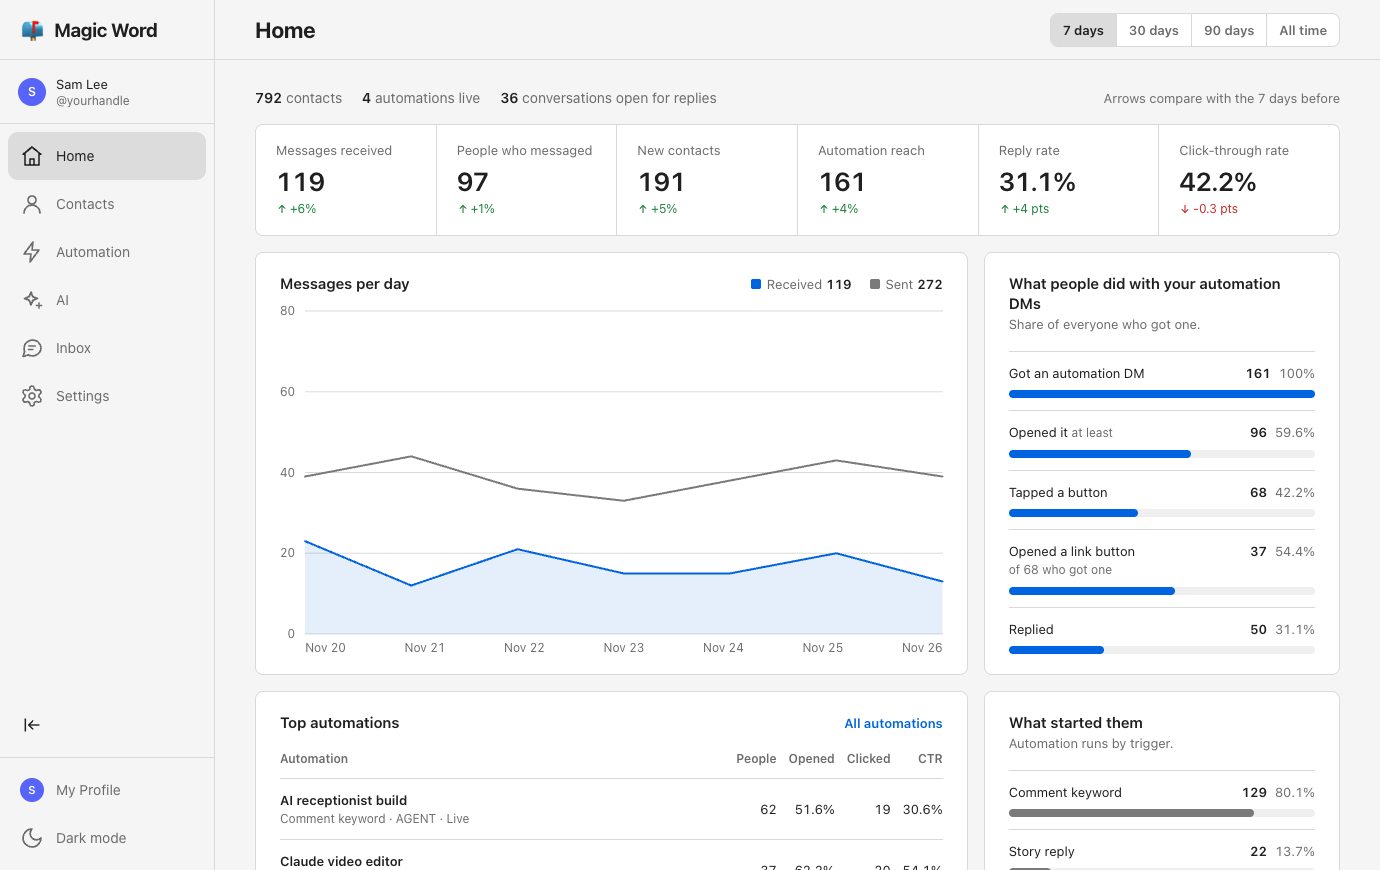 Magic Word
S
Sam Lee
@yourhandle
Home
Contacts
Automation
AI
Inbox
Settings
S
My Profile
Dark mode
Home
7 days 30 days 90 days All time
792 contacts 4 automations live 36 conversations open for replies
Arrows compare with the 7 days before
Messages received
119
↑ +6%
People who messaged
97
↑ +1%
New contacts
191
↑ +5%
Automation reach
161
↑ +4%
Reply rate
31.1%
↑ +4 pts
Click-through rate
42.2%
↓ -0.3 pts
Messages per day
Received 119 Sent 272
80
60
40
20
0
Nov 20 Nov 21 Nov 22 Nov 23 Nov 24 Nov 25 Nov 26
What people did with your automation
DMs
Share of everyone who got one.
Got an automation DM 161 100%
Opened it at least 96 59.6%
Tapped a button 68 42.2%
Opened a link button 37 54.4%
of 68 who got one
Replied 50 31.1%
Top automations All automations
Automation People Opened Clicked CTR
AI receptionist build
Comment keyword · AGENT · Live
62 51.6% 19 30.6%
Claude video editor
What started them
Automation runs by trigger.
Comment keyword 129 80.1%
Story reply 22 13.7%